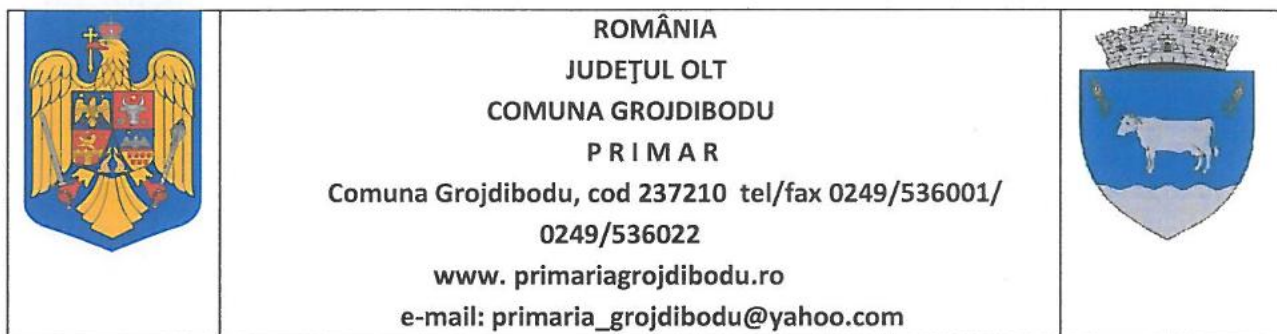 ROMÂNIA
JUDEŢUL OLT
COMUNA GROJDIBODU
P R I M A R
Comuna Grojdibodu, cod 237210 tel/fax 0249/536001/
0249/536022
www. primariagrojdibodu.ro
e-mail: primaria_grojdibodu@yahoo.com